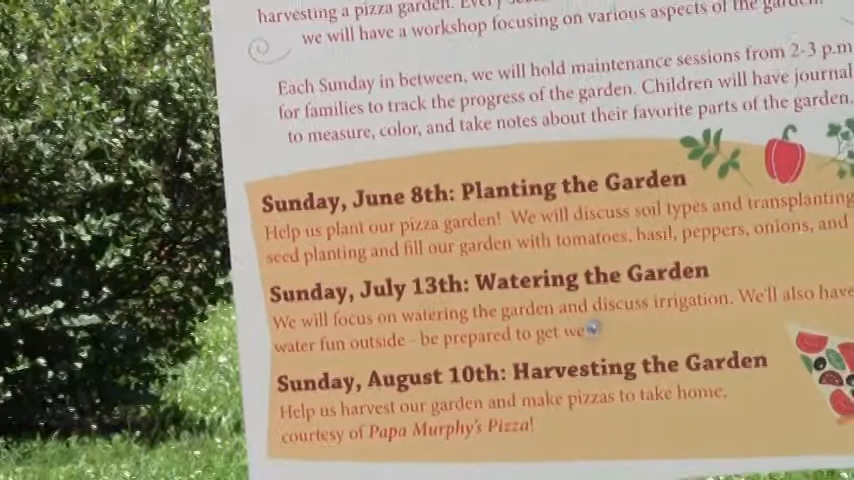 harvesting a pizza garden. Every
we will have a workshop focusing on various aspects of the garden.
Each Sunday in between, we will hold maintenance sessions from 2-3 p.m
for families to track the progress of the garden. Children will have journal
to measure, color, and take notes about their favorite parts of the garden.
Sunday, June 8th: Planting the Garden
Help us plant our pizza garden! We will discuss soil types and transplanting
seed planting and fill our garden with tomatoes, basil, peppers, onions, and
Sunday, July 13th: Watering the Garden
We will focus on watering the garden and discuss irrigation. We'll also have
water fun outside - be prepared to get we
Sunday, August 10th: Harvesting the Garden
Help us harvest our garden and make pizzas to take home,
courtesy of Papa Murphy's Pizza!